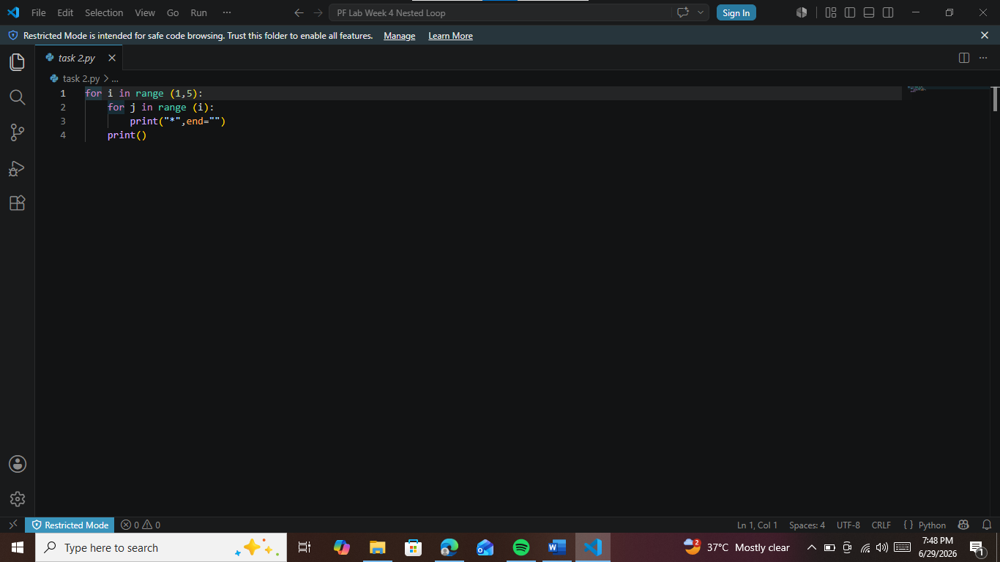 File Edit Selection View Go Run ··· PF Lab Week 4 Nested Loop Sign In
Restricted Mode is intended for safe code browsing. Trust this folder to enable all features. Manage Learn More
task 2.py
task 2.py > ...
1 for i in range (1,5):
2     for j in range (i):
3         print("*",end="")
4     print()
Restricted Mode 0 0 Ln 1, Col 1 Spaces: 4 UTF-8 CRLF { } Python
Type here to search 2 37°C Mostly clear 7:48 PM 1
6/29/2026